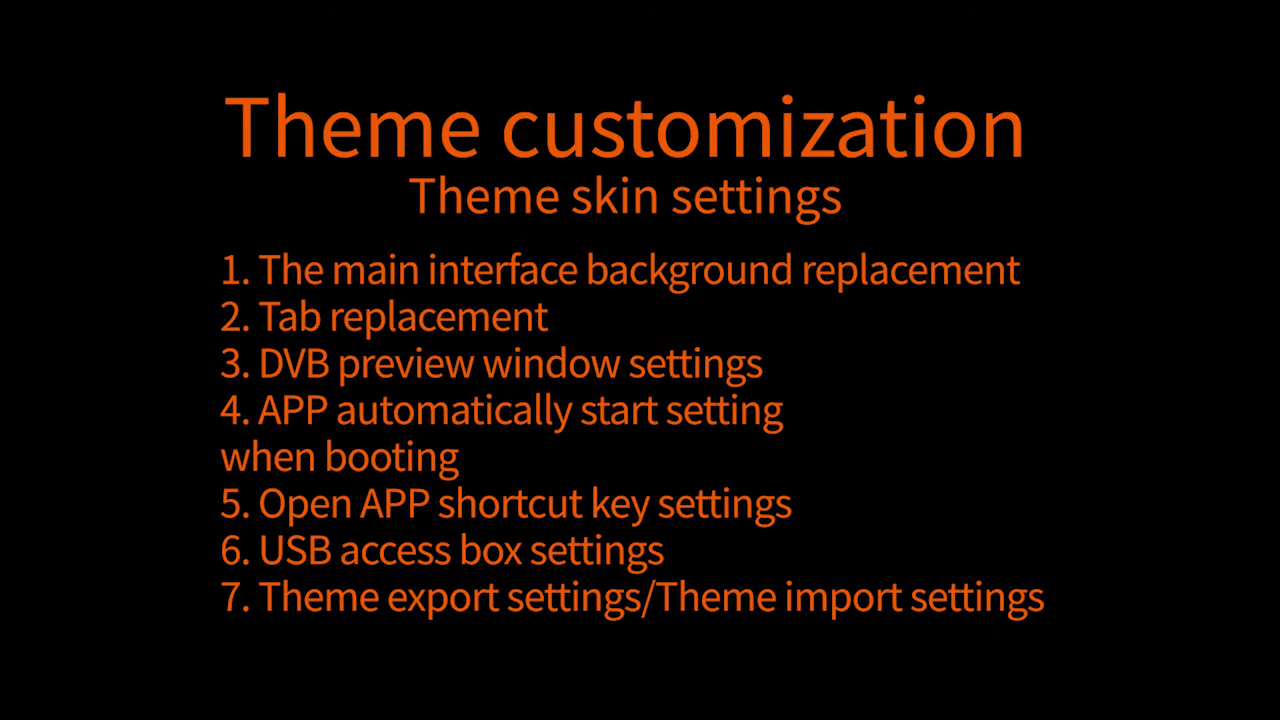 Theme customization
Theme skin settings
1. The main interface background replacement
2. Tab replacement
3. DVB preview window settings
4. APP automatically start setting
when booting
5. Open APP shortcut key settings
6. USB access box settings
7. Theme export settings/Theme import settings